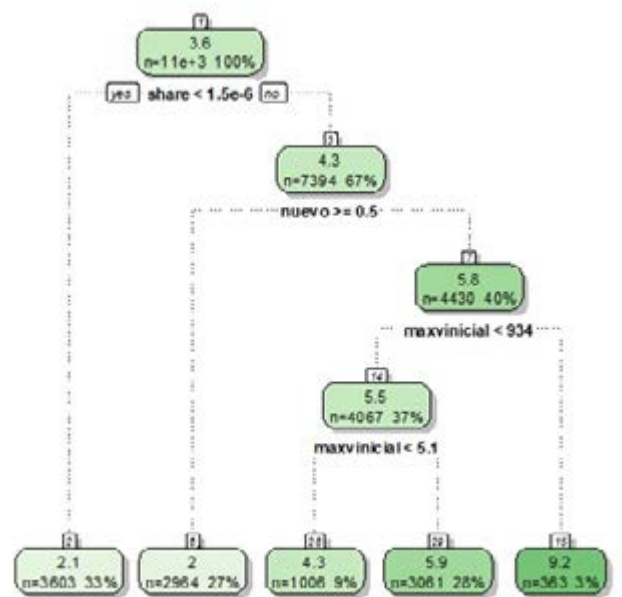 1
3.6
n=11e+3 100%
yes share < 1.5e-6 no
3
4.3
n=7394 67%
nuevo >= 0.5
7
5.8
n=4430 40%
maxvinicial < 934
14
5.5
n=4067 37%
maxvinicial < 5.1
2 6 28 29 15
2.1 2 4.3 5.9 9.2
n=3603 33% n=2964 27% n=1006 9% n=3061 28% n=363 3%